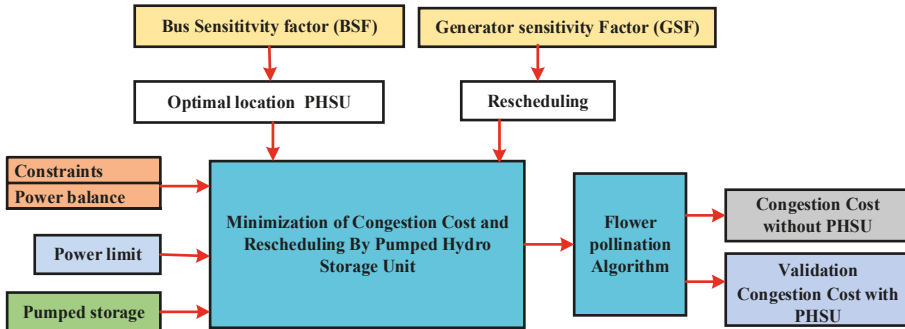 Bus Sensititvity factor (BSF)
Generator sensitivity Factor (GSF)
Optimal location PHSU
Rescheduling
Constraints
Power balance
Power limit
Pumped storage
Minimization of Congestion Cost and
Rescheduling By Pumped Hydro
Storage Unit
Flower
pollination
Algorithm
Congestion Cost
without PHSU
Validation
Congestion Cost with
PHSU